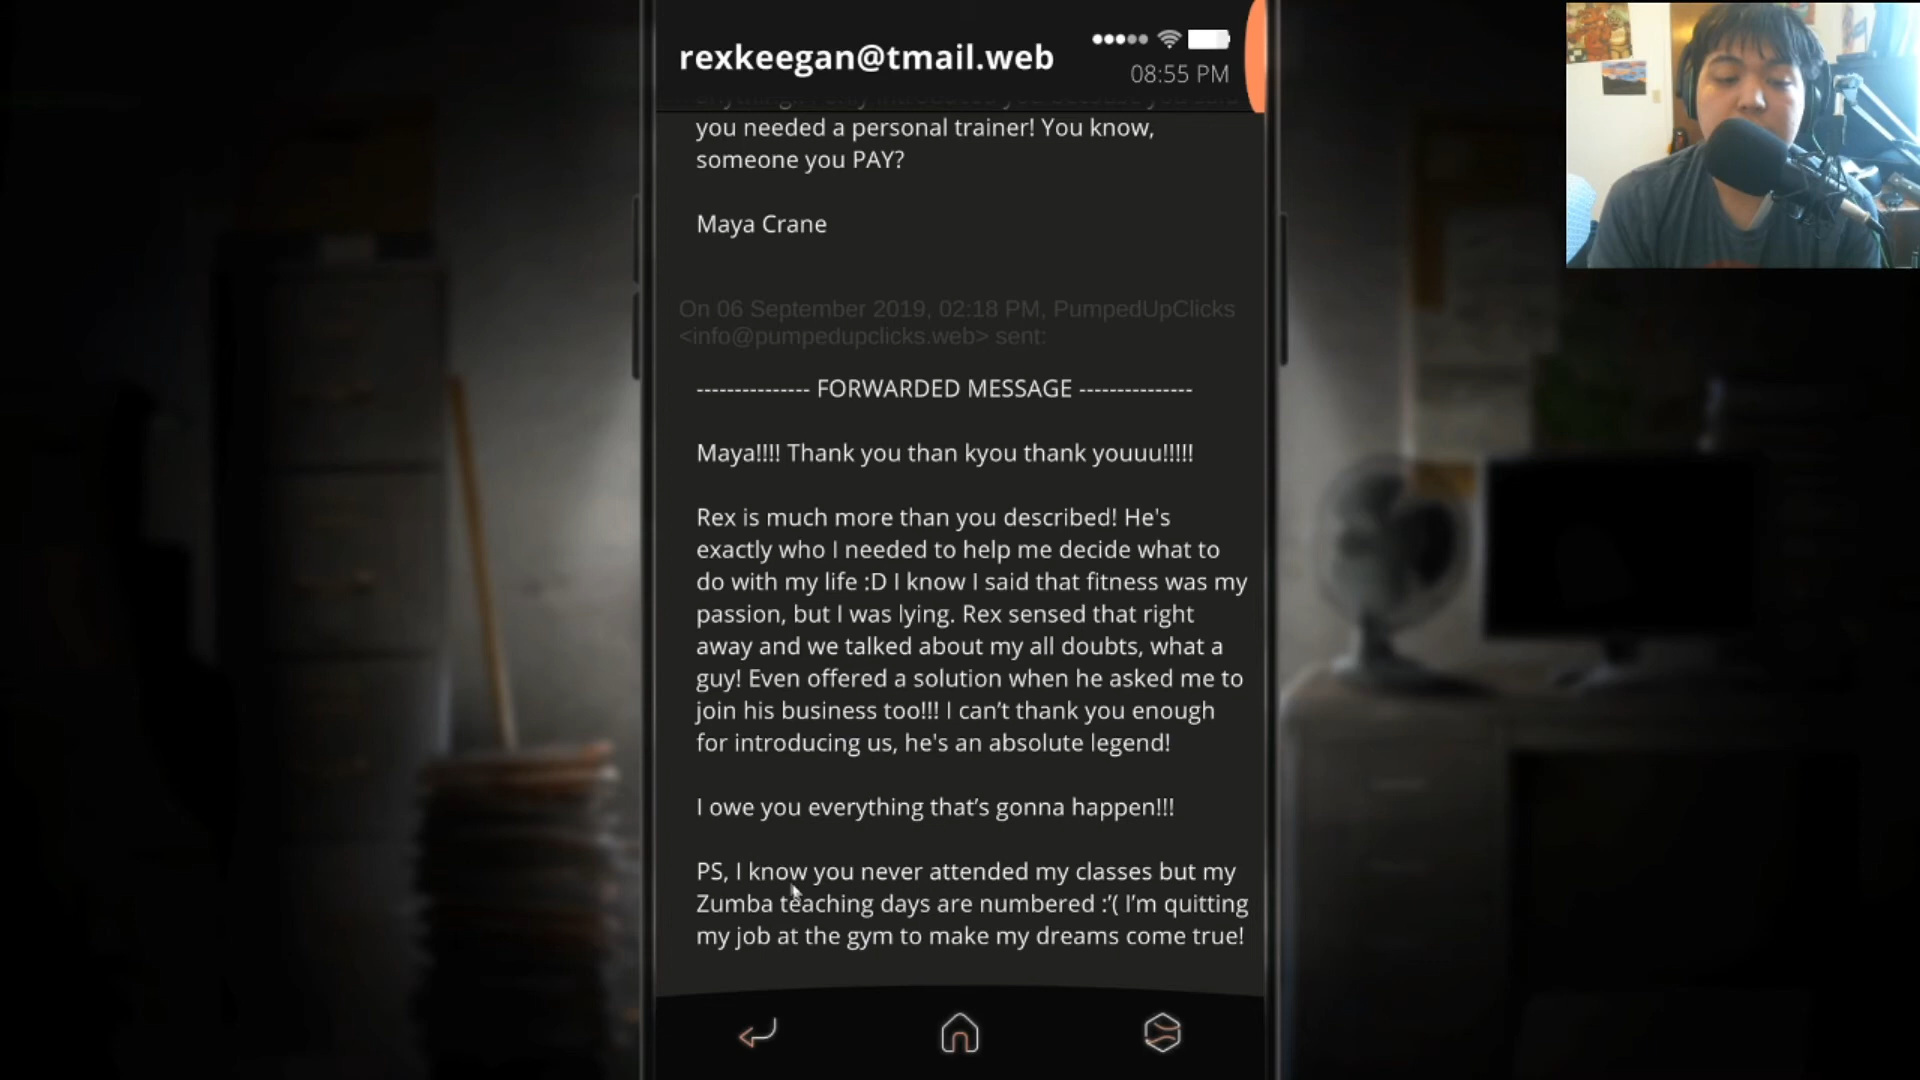 rexkeegan@tmail.web
08:55 PM
you needed a personal trainer! You know,
someone you PAY?
Maya Crane
On 06 September 2019, 02:18 PM, PumpedUpClicks
<info@pumpedupclicks.web> sent:
--------------- FORWARDED MESSAGE ---------------
Maya!!!! Thank you than kyou thank youuu!!!!!
Rex is much more than you described! He's
exactly who I needed to help me decide what to
do with my life :D I know I said that fitness was my
passion, but I was lying. Rex sensed that right
away and we talked about my all doubts, what a
guy! Even offered a solution when he asked me to
join his business too!!! I can’t thank you enough
for introducing us, he's an absolute legend!
I owe you everything that’s gonna happen!!!
PS, I know you never attended my classes but my
Zumba teaching days are numbered :’( I’m quitting
my job at the gym to make my dreams come true!